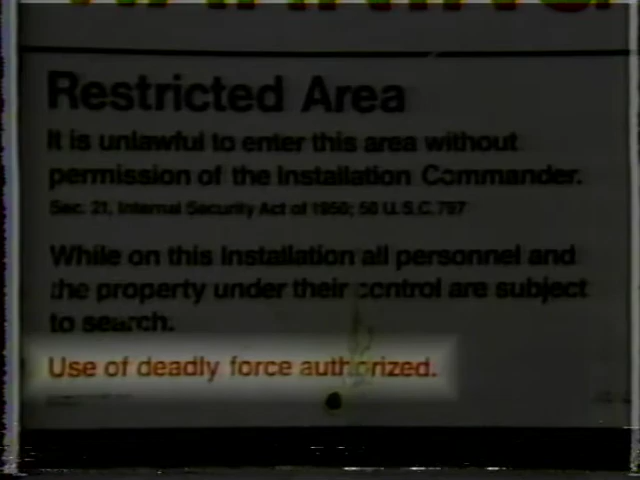 WARNING
Restricted Area
It is unlawful to enter this area without
permission of the Installation Commander.
Sec. 21, Internal Security Act of 1950; 50 U.S.C. 797
While on this Installation all personnel and
the property under their control are subject
to search.
Use of deadly force authorized.